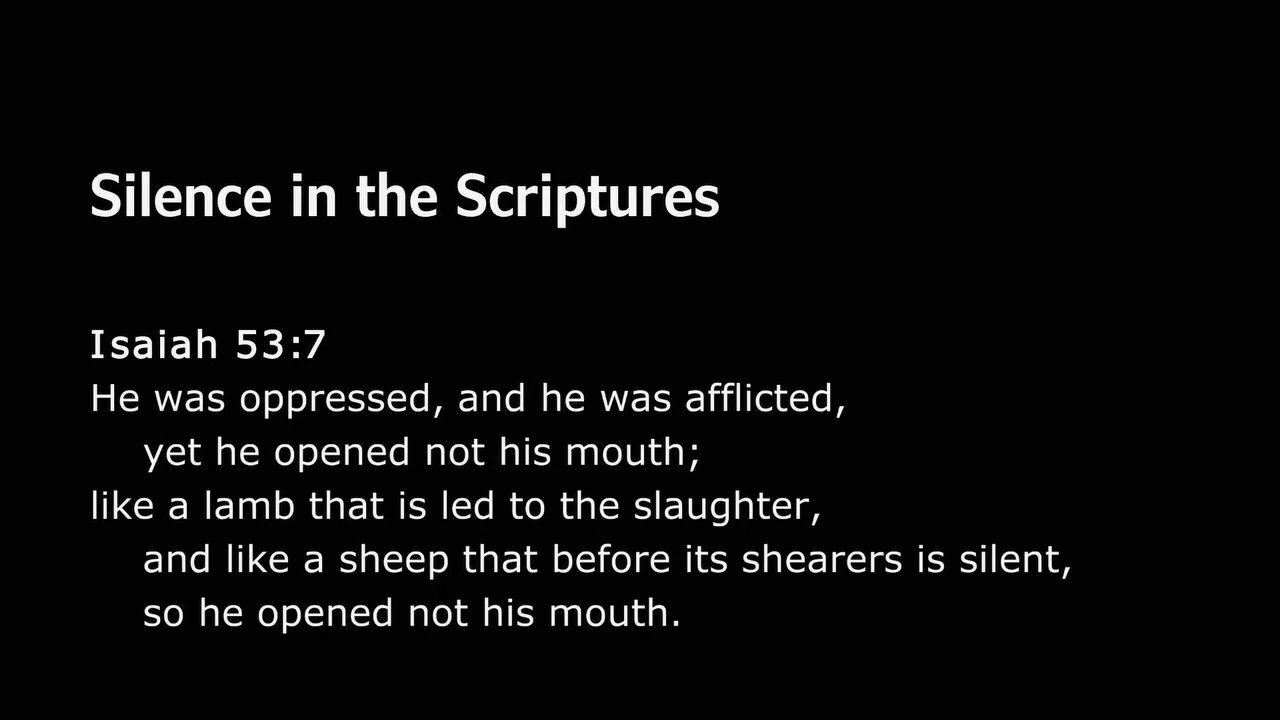 Silence in the Scriptures
Isaiah 53:7
He was oppressed, and he was afflicted,
yet he opened not his mouth;
like a lamb that is led to the slaughter,
and like a sheep that before its shearers is silent,
so he opened not his mouth.